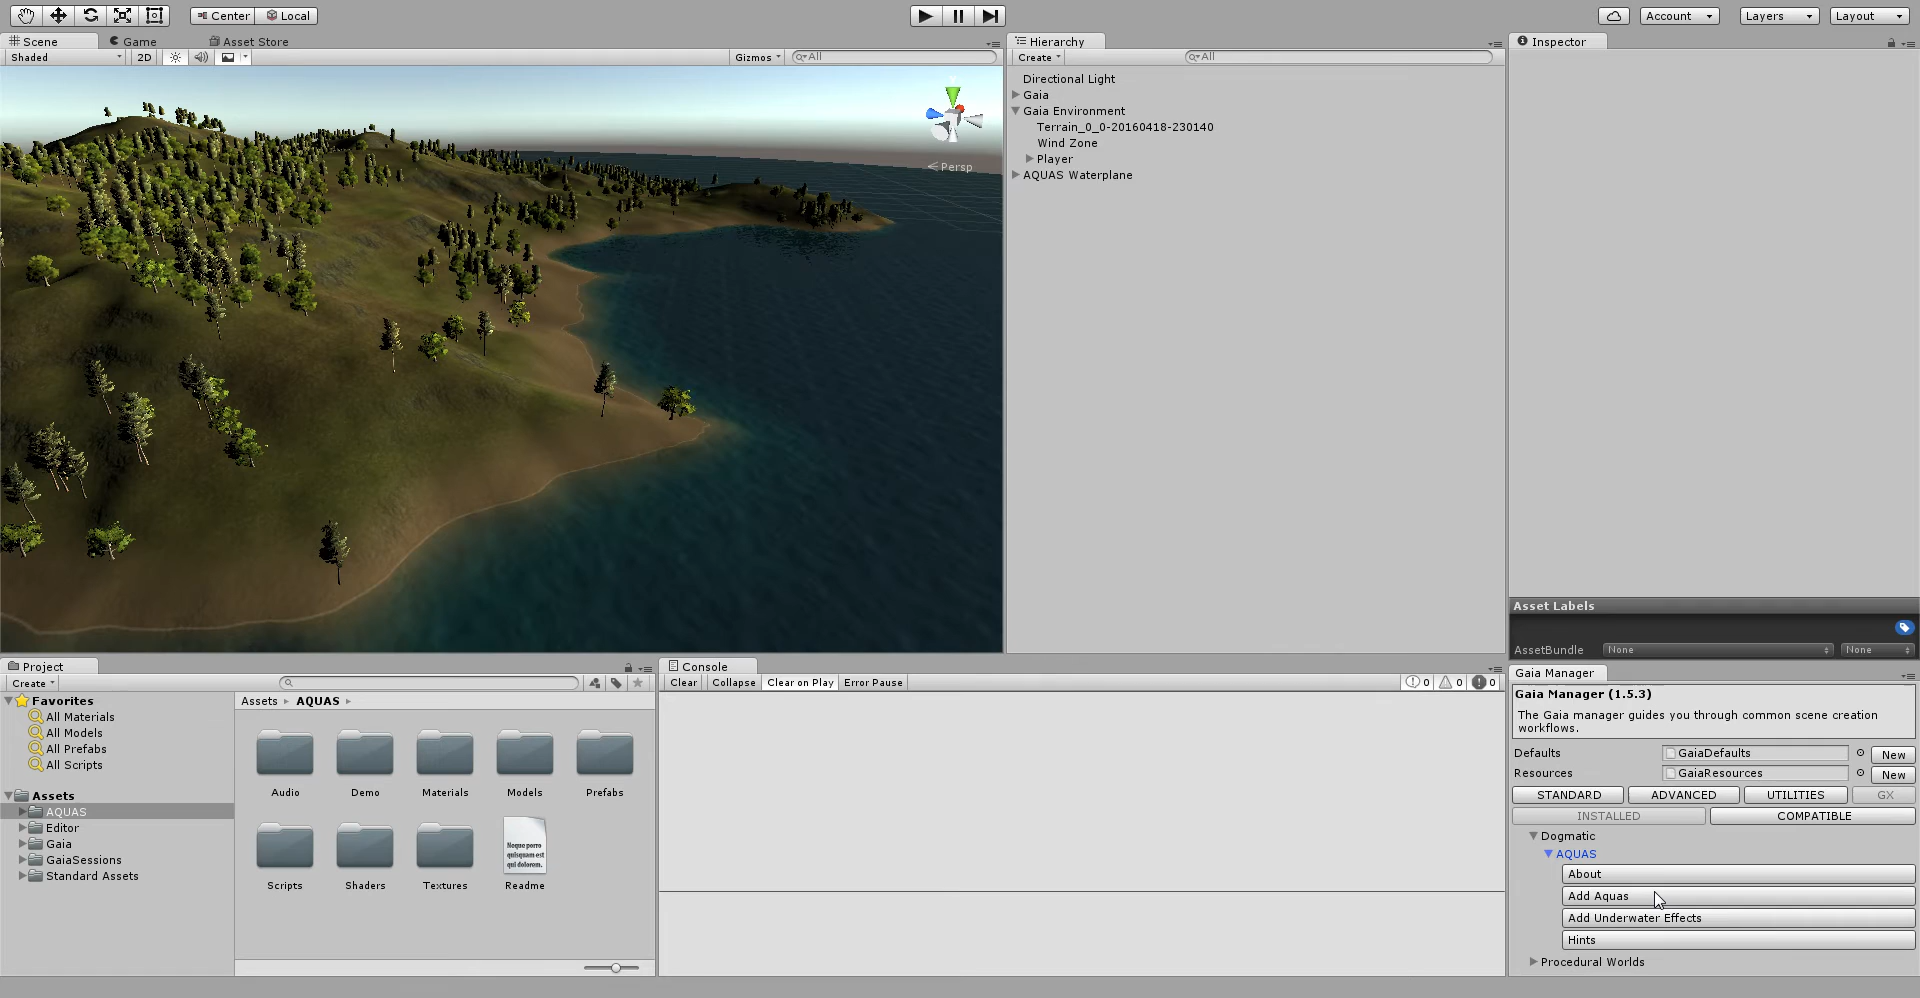 Center
Local
Account
Layers
Layout
Scene
Game
Asset Store
Shaded
2D
Gizmos
All
Persp
Hierarchy
Create
All
Directional Light
Gaia
Gaia Environment
Terrain_0_0-20160418-230140
Wind Zone
Player
AQUAS Waterplane
Inspector
Asset Labels
AssetBundle
None
None
Project
Create
Favorites
All Materials
All Models
All Prefabs
All Scripts
Assets
AQUAS
Editor
Gaia
GaiaSessions
Standard Assets
Assets
AQUAS
Audio
Demo
Materials
Models
Prefabs
Scripts
Shaders
Textures
Neque porro
quisquam est
qui dolorem.
Readme
Console
Clear
Collapse
Clear on Play
Error Pause
0
0
0
Gaia Manager
Gaia Manager (1.5.3)
The Gaia manager guides you through common scene creation
workflows.
Defaults
GaiaDefaults
New
Resources
GaiaResources
New
STANDARD
ADVANCED
UTILITIES
GX
INSTALLED
COMPATIBLE
Dogmatic
AQUAS
About
Add Aquas
Add Underwater Effects
Hints
Procedural Worlds